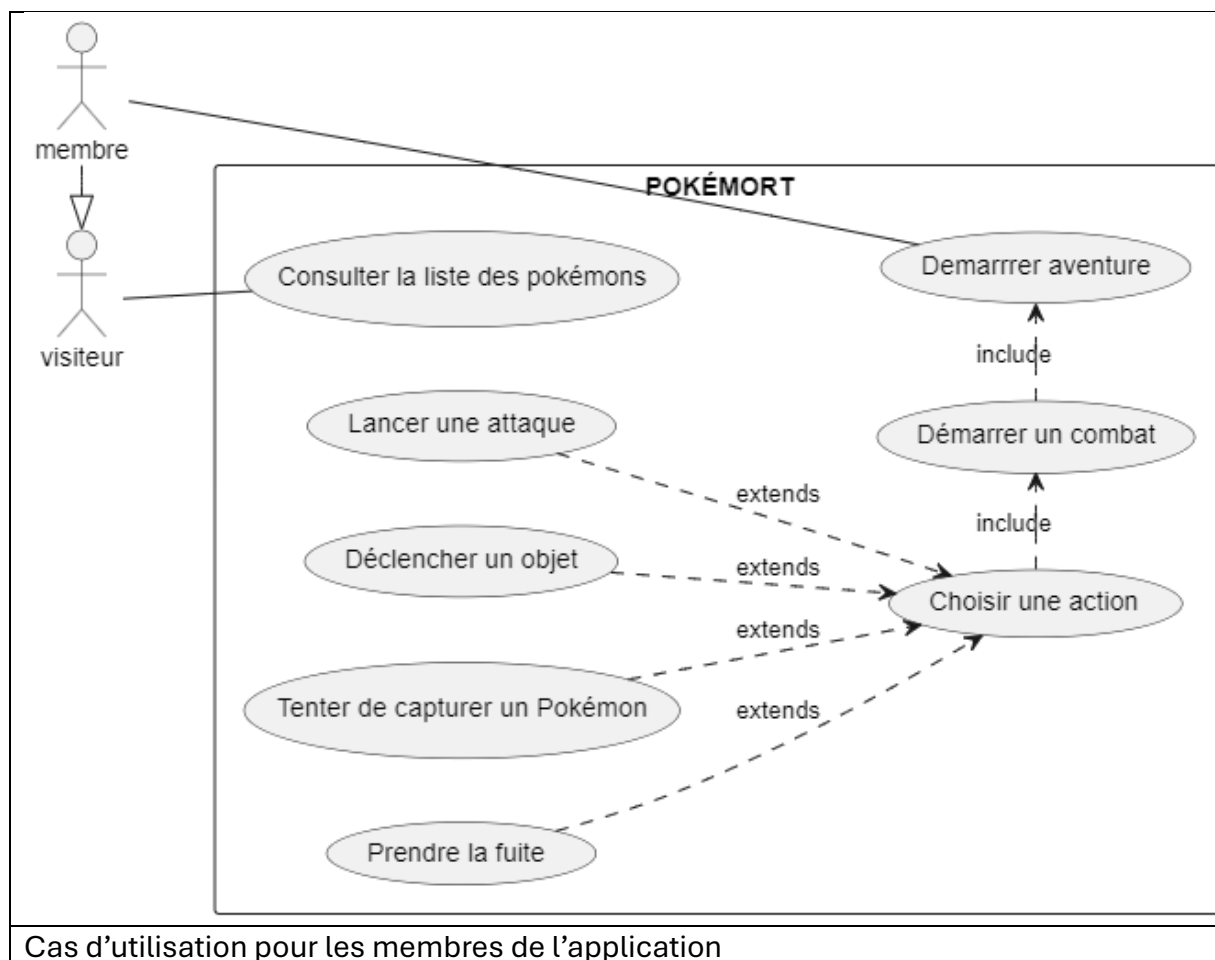 membre
POKÉMORT
Consulter la liste des pokémons
Demarrrer aventure
visiteur
include
Lancer une attaque
Démarrer un combat
extends
include
Déclencher un objet
extends
Choisir une action
extends
Tenter de capturer un Pokémon
extends
Prendre la fuite
Cas d’utilisation pour les membres de l’application